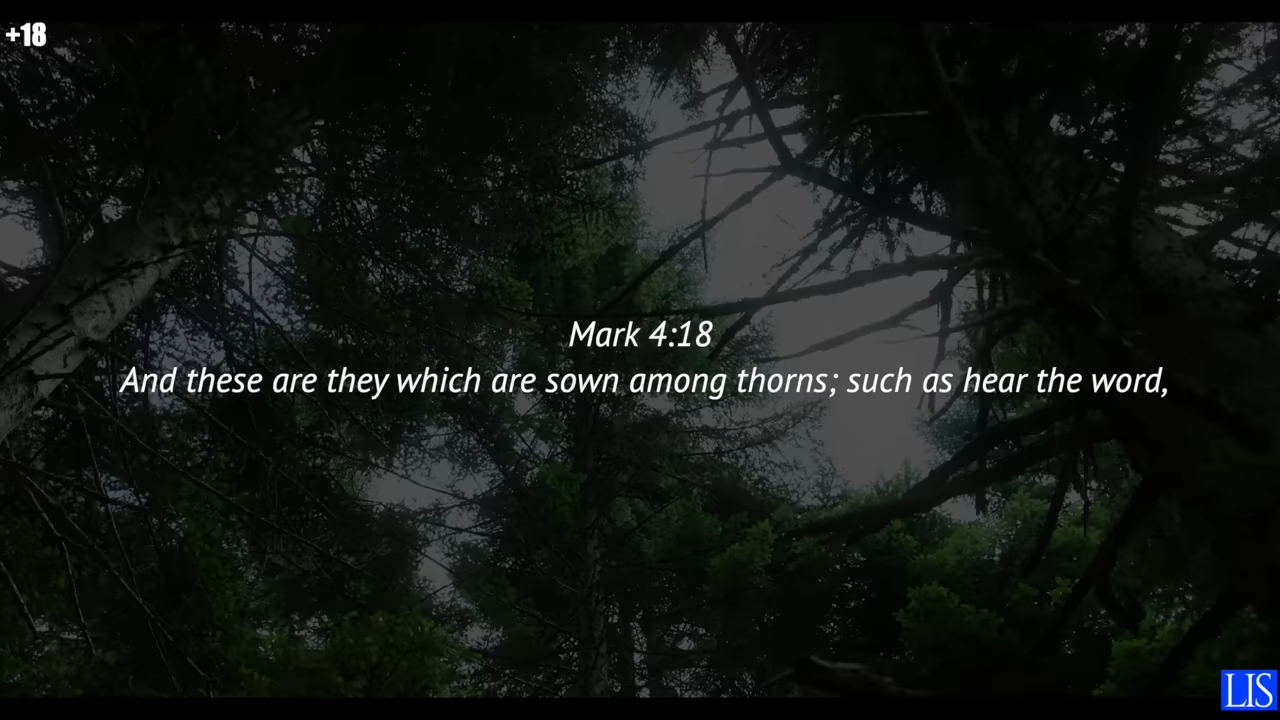 +18
Mark 4:18
And these are they which are sown among thorns; such as hear the word,
LIS